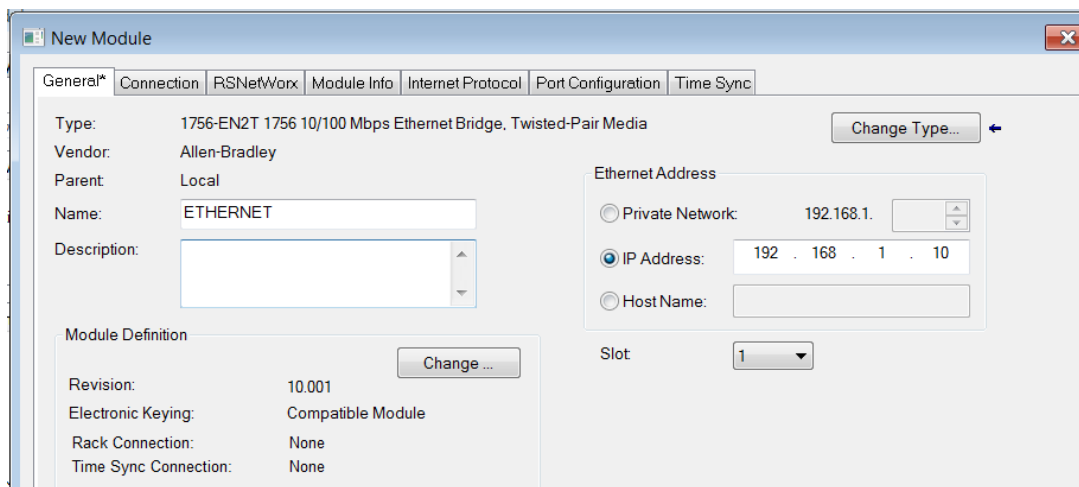 New Module
General* Connection RSNetWorx Module Info Internet Protocol Port Configuration Time Sync
Type: 1756-EN2T 1756 10/100 Mbps Ethernet Bridge, Twisted-Pair Media
Change Type...
Vendor: Allen-Bradley
Parent: Local
Name: ETHERNET
Description:
Ethernet Address
Private Network: 192.168.1.
IP Address: 192 . 168 . 1 . 10
Host Name:
Slot: 1
Module Definition
Change ...
Revision: 10.001
Electronic Keying: Compatible Module
Rack Connection: None
Time Sync Connection: None